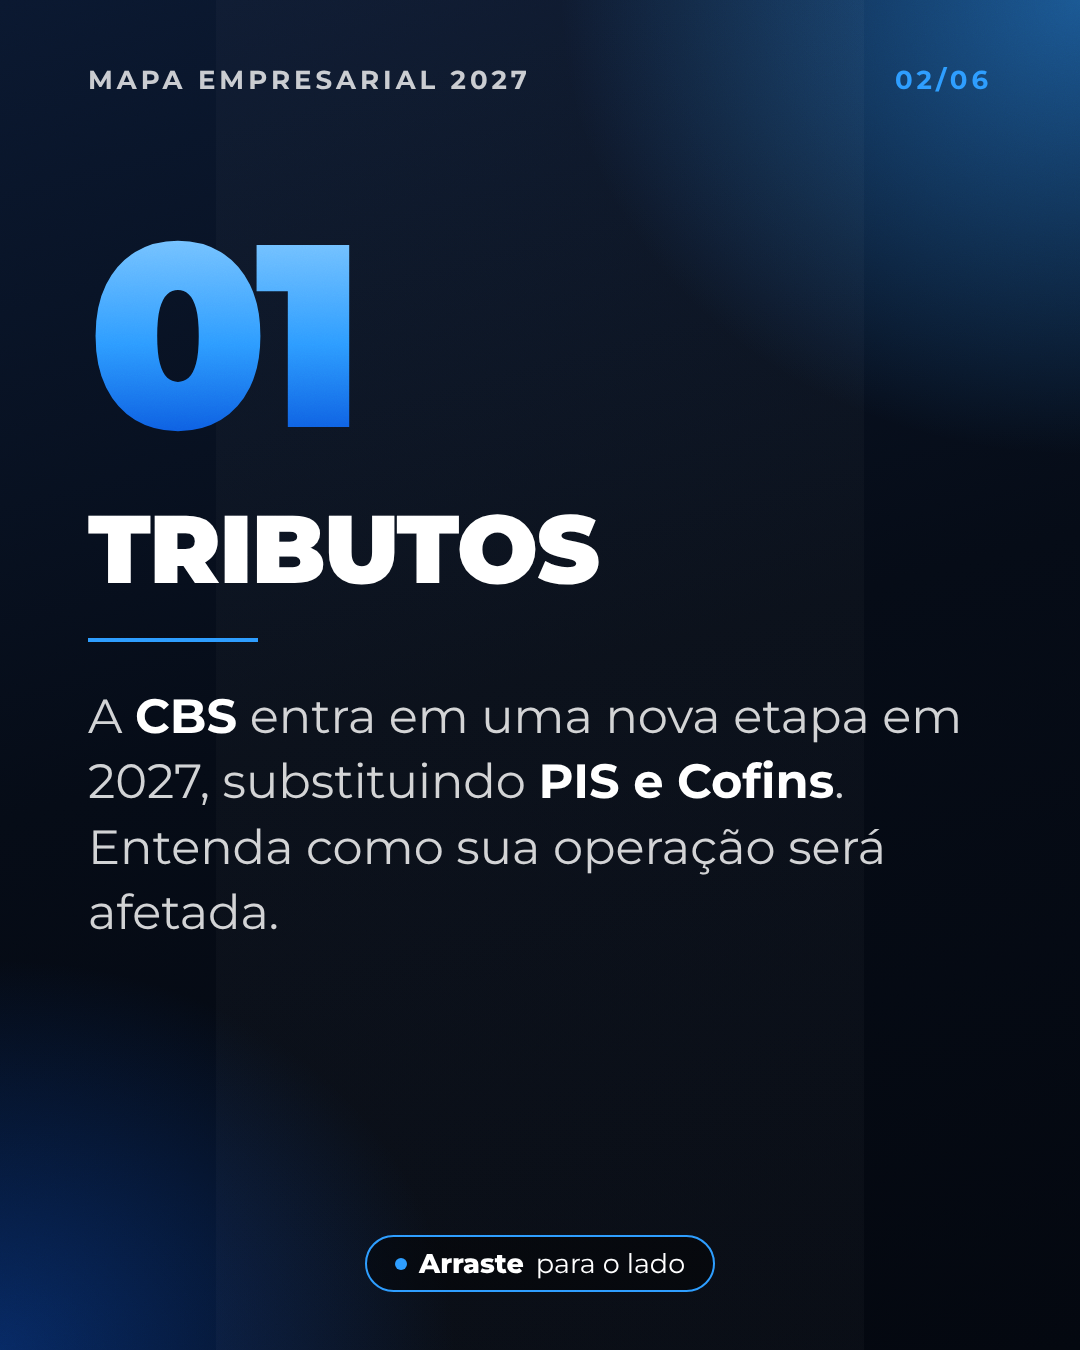 MAPA EMPRESARIAL 2027
02/06
01
TRIBUTOS
A CBS entra em uma nova etapa em
2027, substituindo PIS e Cofins.
Entenda como sua operação será
afetada.
Arraste para o lado